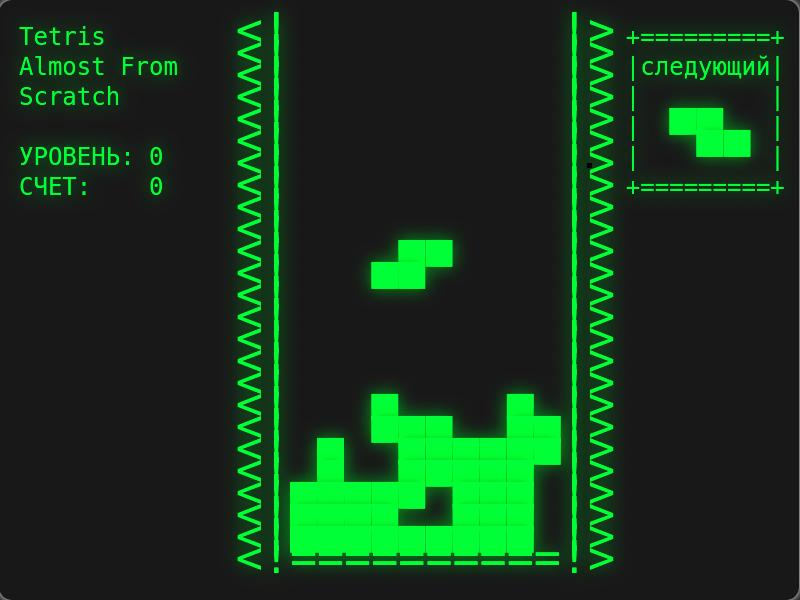 Tetris
Almost From
Scratch
УРОВЕНЬ: 0
СЧЕТ: 0
следующий